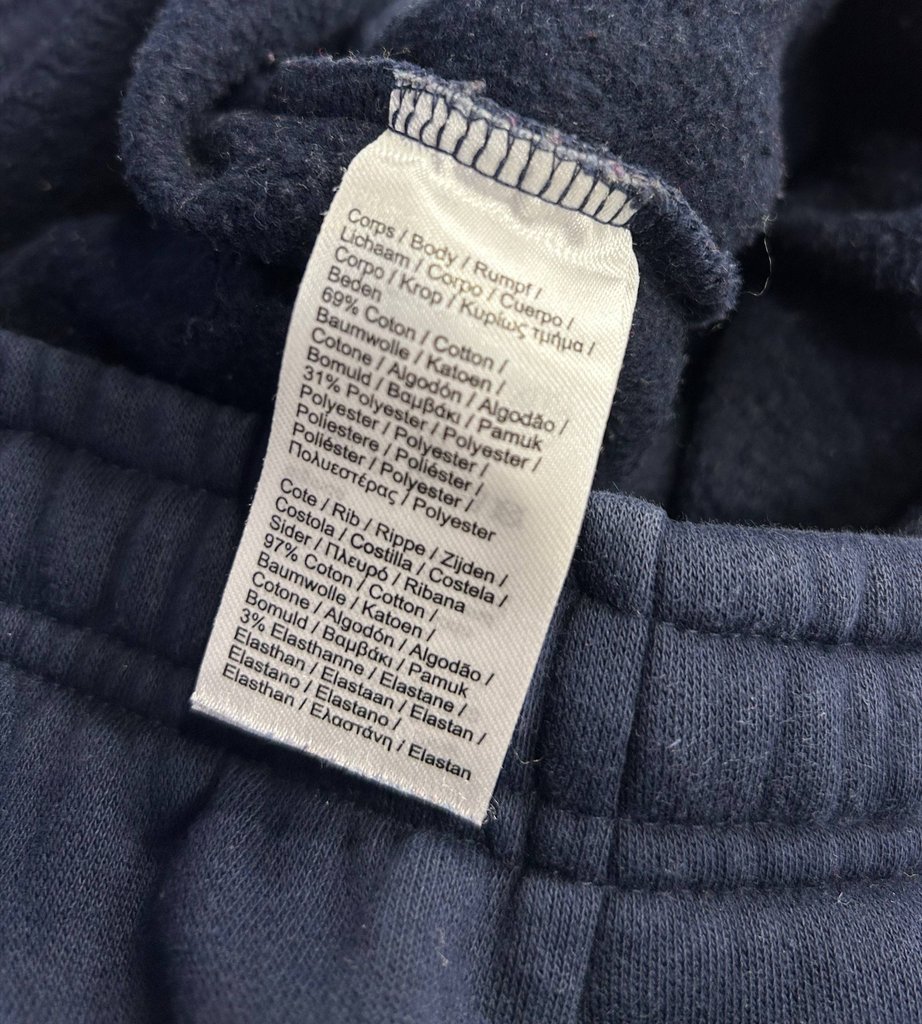 Corps / Body / Rumpf /
Lichaam / Corpo / Cuerpo /
Corpo / Krop / Κυρίως τμήμα /
Beden
69% Coton / Cotton /
Baumwolle / Katoen /
Cotone / Algodón / Algodão /
Bomuld / Βαμβάκι / Pamuk
31% Polyester / Polyester /
Polyester / Polyester /
Poliestere / Poliéster /
Poliéster / Polyester /
Πολυεστέρας / Polyester
Cote / Rib / Rippe / Zijden /
Costola / Costilla / Costela /
Sider / Πλευρό / Ribana
97% Coton / Cotton /
Baumwolle / Katoen /
Cotone / Algodón / Algodão /
Bomuld / Βαμβάκι / Pamuk
3% Elasthanne / Elastane /
Elasthan / Elastaan / Elastan /
Elastano / Elastano /
Elasthan / Ελαστάνη / Elastan